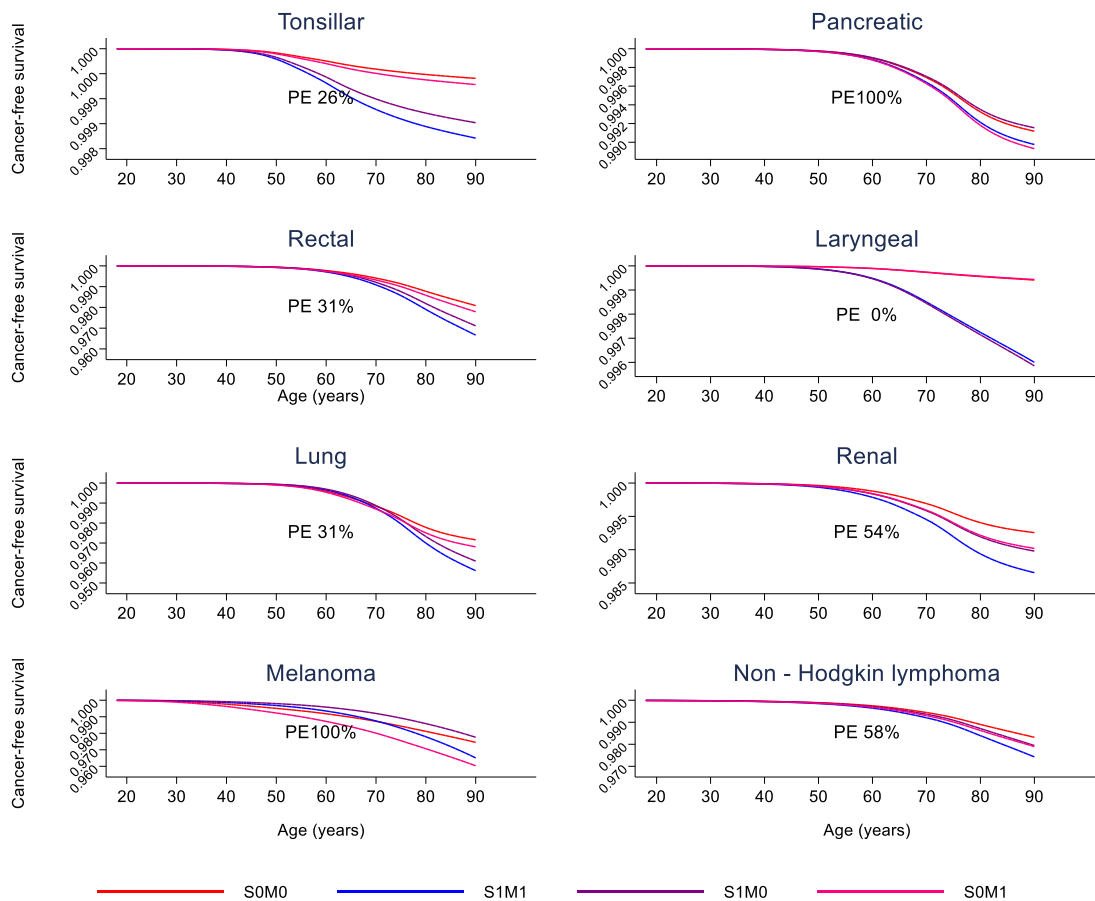 Tonsillar
Cancer-free survival
1.000
1.000
0.999
0.999
0.998
PE 26%
20 30 40 50 60 70 80 90
Pancreatic
1.000
0.998
0.996
0.994
0.992
0.990
PE100%
20 30 40 50 60 70 80 90
Rectal
Cancer-free survival
1.000
0.990
0.980
0.970
0.960
PE 31%
20 30 40 50 60 70 80 90
Age (years)
Laryngeal
1.000
0.999
0.998
0.997
0.996
PE 0%
20 30 40 50 60 70 80 90
Lung
Cancer-free survival
1.000
0.990
0.980
0.970
0.960
0.950
PE 31%
20 30 40 50 60 70 80 90
Renal
1.000
0.995
0.990
0.985
PE 54%
20 30 40 50 60 70 80 90
Melanoma
Cancer-free survival
1.000
0.990
0.980
0.970
0.960
PE100%
20 30 40 50 60 70 80 90
Age (years)
Non - Hodgkin lymphoma
1.000
0.990
0.980
0.970
PE 58%
20 30 40 50 60 70 80 90
Age (years)
S0M0 S1M1 S1M0 S0M1